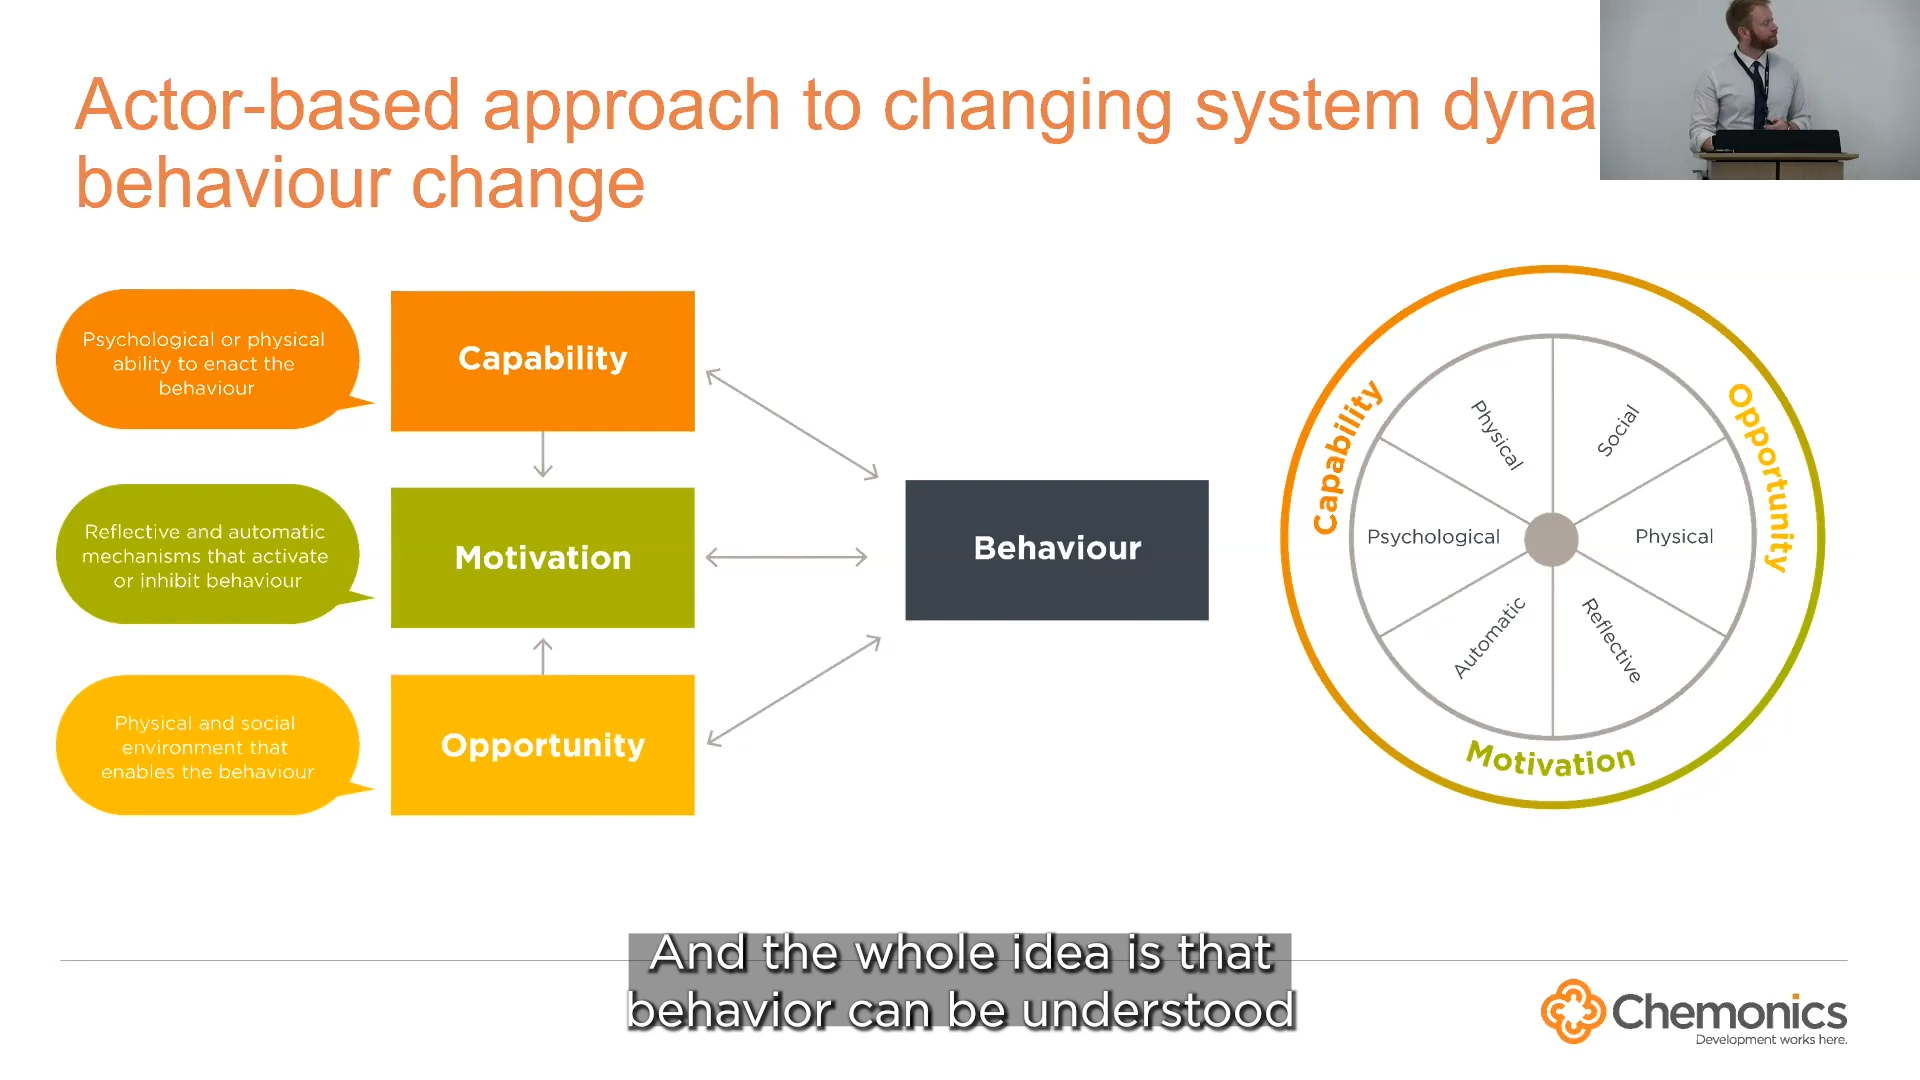 Actor-based approach to changing system dyna
behaviour change
Psychological or physical
ability to enact the
behaviour
Capability
Reflective and automatic
mechanisms that activate
or inhibit behaviour
Motivation
Physical and social
environment that
enables the behaviour
Opportunity
Behaviour
Capability
Opportunity
Motivation
Physical
Social
Psychological
Physical
Automatic
Reflective
And the whole idea is that
behavior can be understood
Chemonics
Development works here.